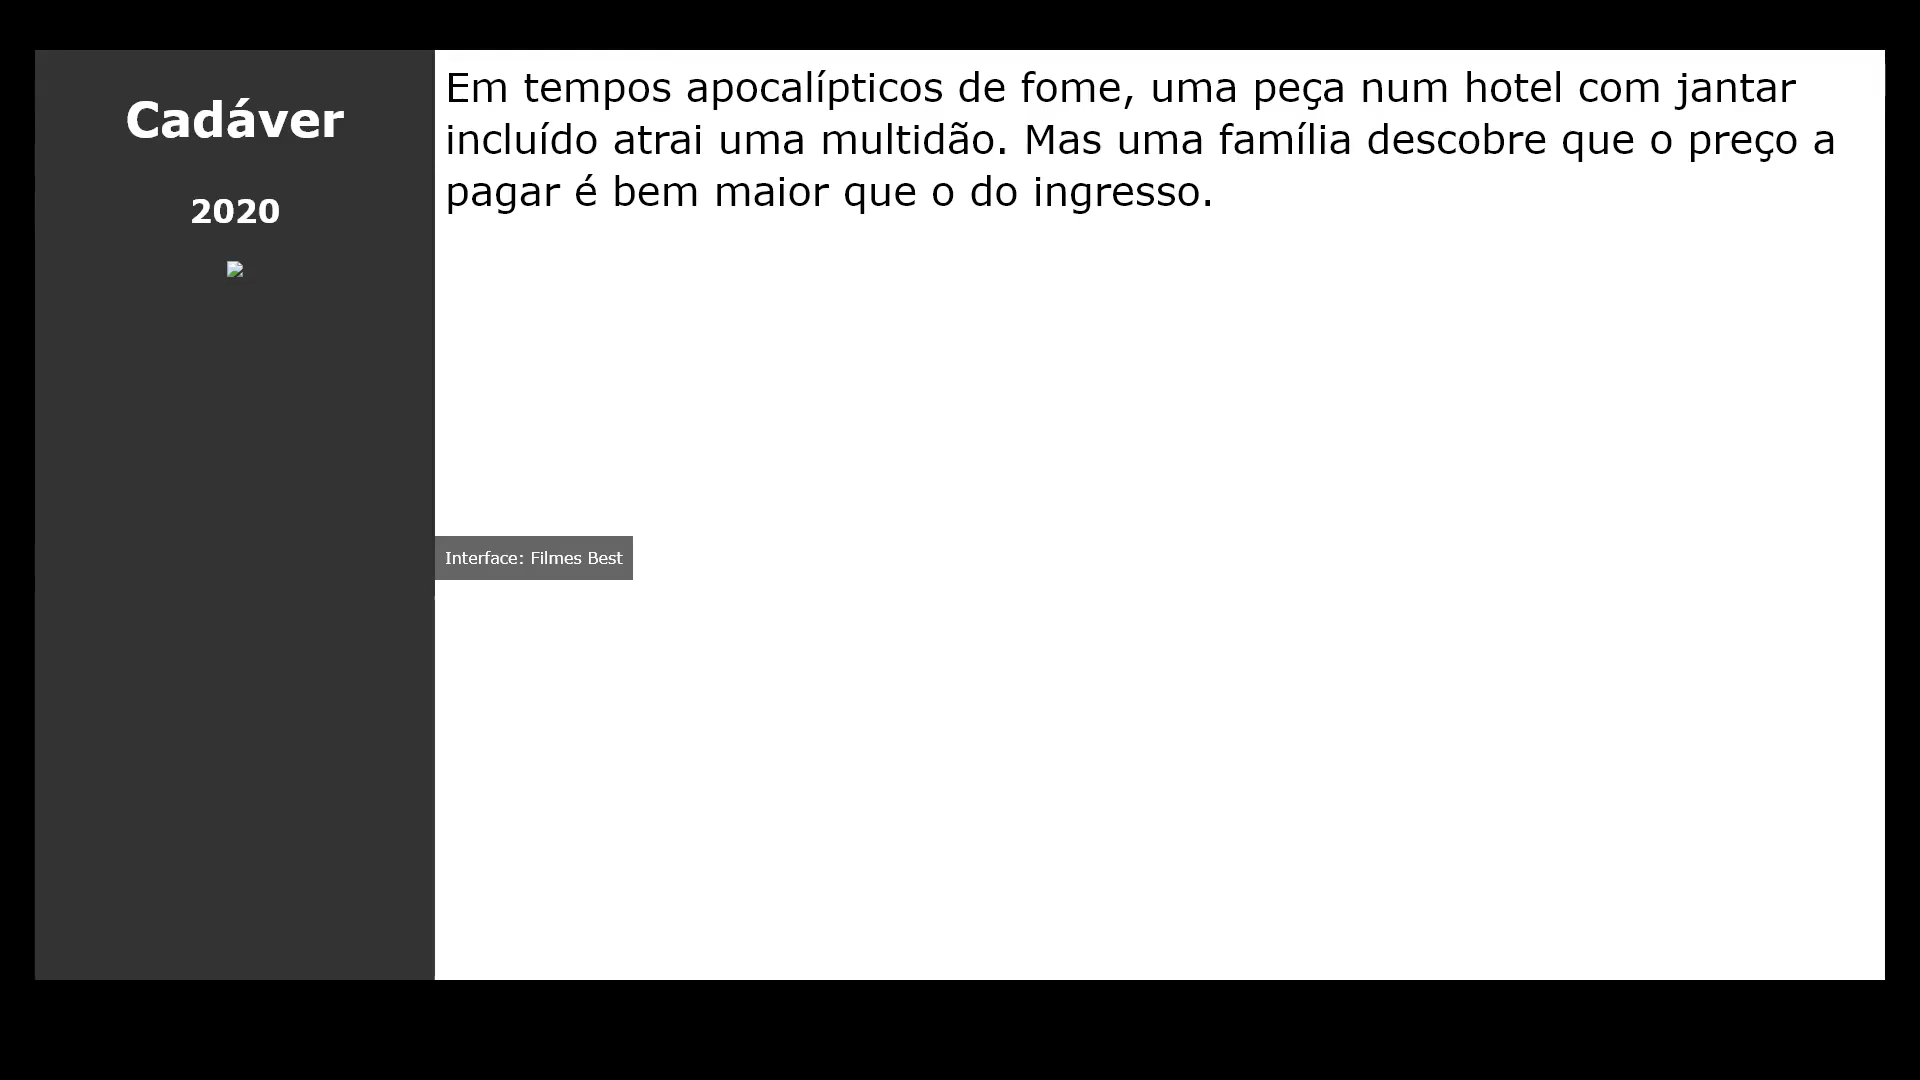 Cadáver
2020
Em tempos apocalípticos de fome, uma peça num hotel com jantar
incluído atrai uma multidão. Mas uma família descobre que o preço a
pagar é bem maior que o do ingresso.
Interface: Filmes Best